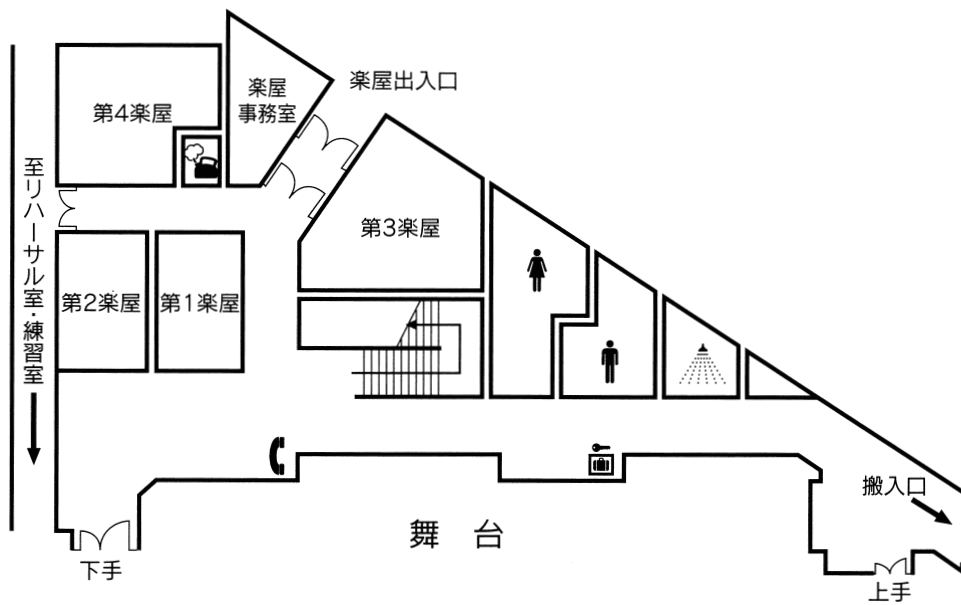 楽屋出入口
楽屋
事務室
第4楽屋
至リハーサル室・練習室
第3楽屋
第2楽屋
第1楽屋
搬入口
舞台
下手
上手